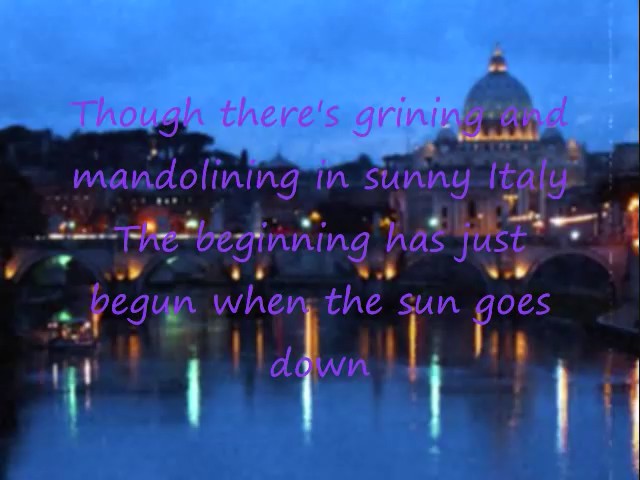 Though there's grining and
mandolining in sunny Italy
The beginning has just
begun when the sun goes
down